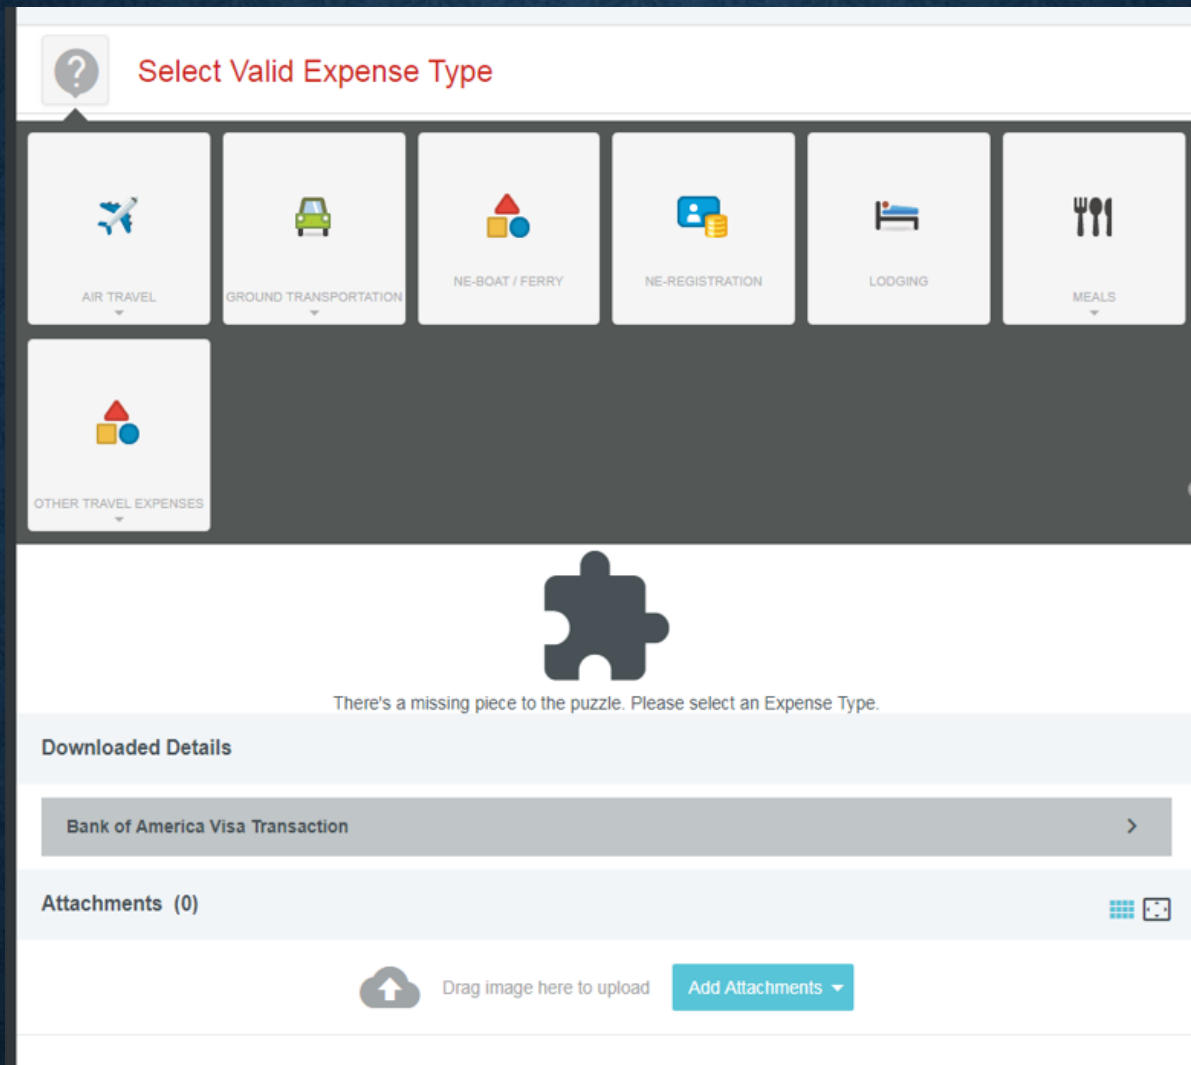 Select Valid Expense Type
AIR TRAVEL
GROUND TRANSPORTATION
NE-BOAT / FERRY
NE-REGISTRATION
LODGING
MEALS
OTHER TRAVEL EXPENSES
There's a missing piece to the puzzle. Please select an Expense Type.
Downloaded Details
Bank of America Visa Transaction
Attachments (0)
Drag image here to upload
Add Attachments